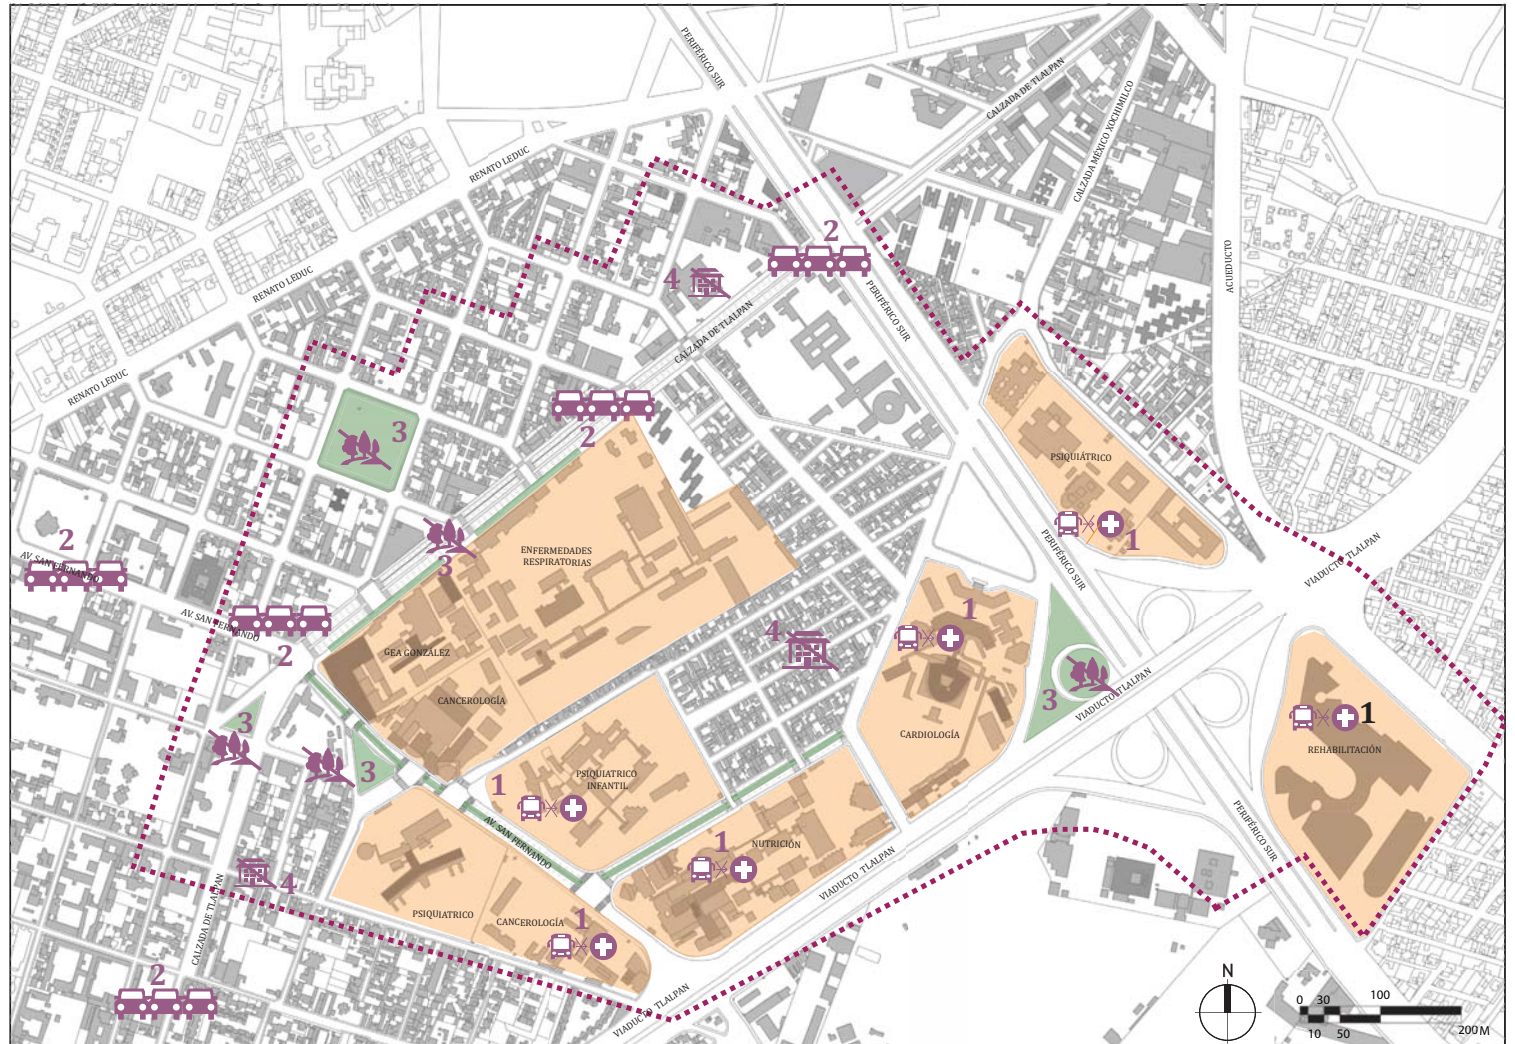 PERIFÉRICO SUR
CALZADA DE TLALPAN
CALZADA MÉXICO XOCHIMILCO
RENATO LEDUC
ACUEDUCTO
2
4
RENATO LEDUC
PERIFÉRICO SUR
CALZADA DE TLALPAN
RENATO LEDUC
3
2
PSIQUIÁTRICO
1
2
AV. SAN FERNANDO
3
ENFERMEDADES
RESPIRATORIAS
PERIFÉRICO SUR
VIADUCTO TLALPAN
AV. SAN FERNANDO
2
GEA GONZÁLEZ
CANCEROLOGÍA
4
1
3
VIADUCTO TLALPAN
CARDIOLOGÍA
1
REHABILITACIÓN
3
3
1
PSIQUIATRICO
INFANTIL
AV. SAN FERNANDO
1
NUTRICIÓN
VIADUCTO TLALPAN
PERIFÉRICO SUR
4
CALZADA DE TLALPAN
PSIQUIATRICO
CANCEROLOGÍA
1
2
VIADUCTO TLALPAN
N
0 30 100
10 50 200M